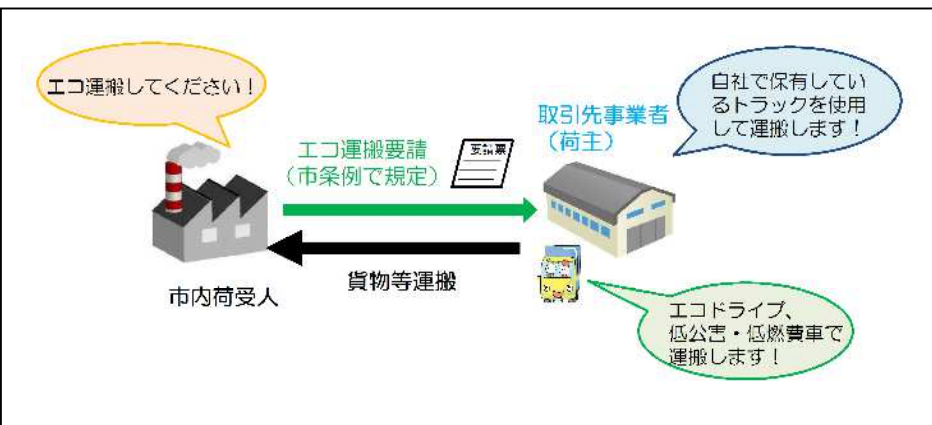 エコ運搬してください！
自社で保有してい
るトラックを使用
して運搬します！
取引先事業者
（荷主）
エコ運搬要請
（市条例で規定）
要請票
市内荷受人
貨物等運搬
エコドライブ、
低公害・低燃費車で
運搬します！